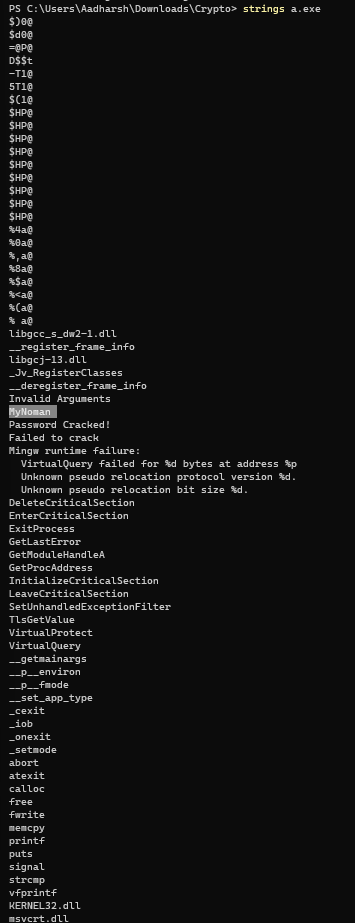 PS C:\Users\Aadharsh\Downloads\Crypto> strings a.exe
$)0@
$d0@
=@P@
D$$t
-T1@
5T1@
$(1@
$HP@
$HP@
$HP@
$HP@
$HP@
$HP@
$HP@
$HP@
$HP@
%4a@
%0a@
%,a@
%8a@
%$a@
%<a@
%(a@
% a@
libgcc_s_dw2-1.dll
__register_frame_info
libgcj-13.dll
_Jv_RegisterClasses
__deregister_frame_info
Invalid Arguments
MyNoman
Password Cracked!
Failed to crack
Mingw runtime failure:
  VirtualQuery failed for %d bytes at address %p
  Unknown pseudo relocation protocol version %d.
  Unknown pseudo relocation bit size %d.
DeleteCriticalSection
EnterCriticalSection
ExitProcess
GetLastError
GetModuleHandleA
GetProcAddress
InitializeCriticalSection
LeaveCriticalSection
SetUnhandledExceptionFilter
TlsGetValue
VirtualProtect
VirtualQuery
__getmainargs
__p__environ
__p__fmode
__set_app_type
_cexit
_iob
_onexit
_setmode
abort
atexit
calloc
free
fwrite
memcpy
printf
puts
signal
strcmp
vfprintf
KERNEL32.dll
msvcrt.dll